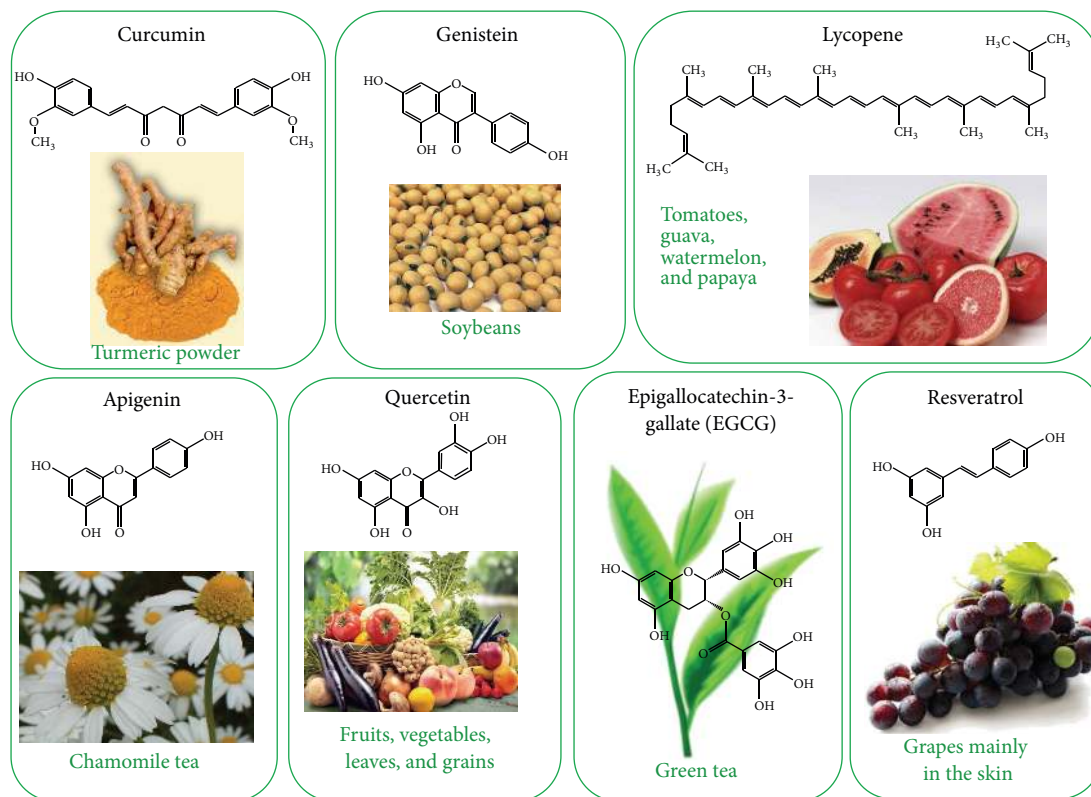 Curcumin
HO
OH
O
O
CH₃
O
O
CH₃
Turmeric powder
Genistein
HO
O
OH
O
OH
Soybeans
Lycopene
H₃C
CH₃
CH₃
CH₃
CH₃
H₃C
CH₃
CH₃
CH₃
CH₃
Tomatoes,
guava,
watermelon,
and papaya
Apigenin
OH
HO
O
OH
O
Chamomile tea
Quercetin
OH
OH
HO
O
OH
OH
O
Fruits, vegetables,
leaves, and grains
Epigallocatechin-3-
gallate (EGCG)
OH
OH
HO
O
OH
OH
O
O
OH
OH
OH
Green tea
Resveratrol
OH
HO
OH
Grapes mainly
in the skin